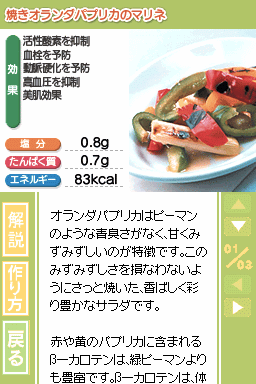 焼きオランダパプリカのマリネ
効果
活性酸素を抑制
血栓を予防
動脈硬化を予防
高血圧を抑制
美肌効果
塩分 0.8g
たんぱく質 0.7g
エネルギー 83kcal
解説
作り方
戻る
オランダパプリカはピーマン
のような青臭さがなく、甘くみ
ずみずしいのが特徴です。この
みずみずしさを損なわないよ
うにさっと焼いた、香ばしく彩
り豊かなサラダです。
赤や黄のパプリカに含まれる
β−カロテンは、緑ピーマンより
も豊富です。β−カロテンは、体
01/03